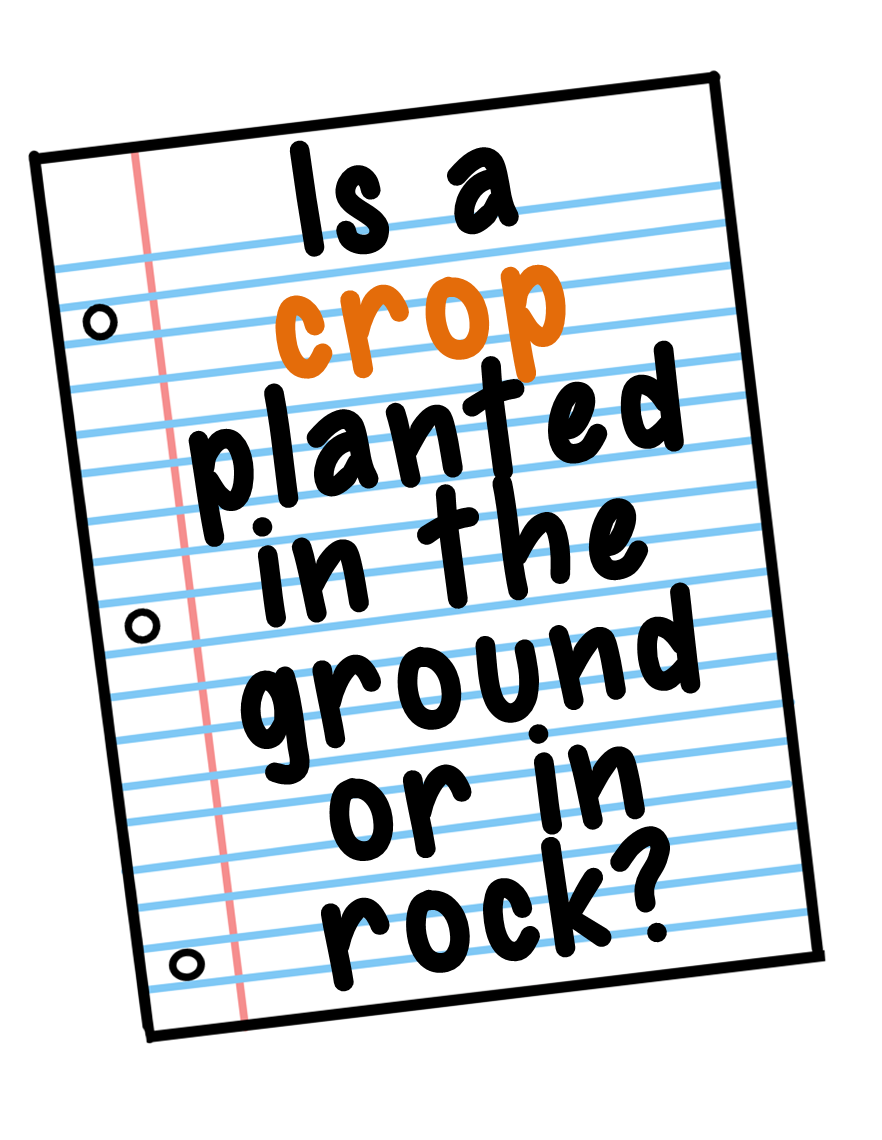 Is a
crop
planted
in the
ground
or in
rock?